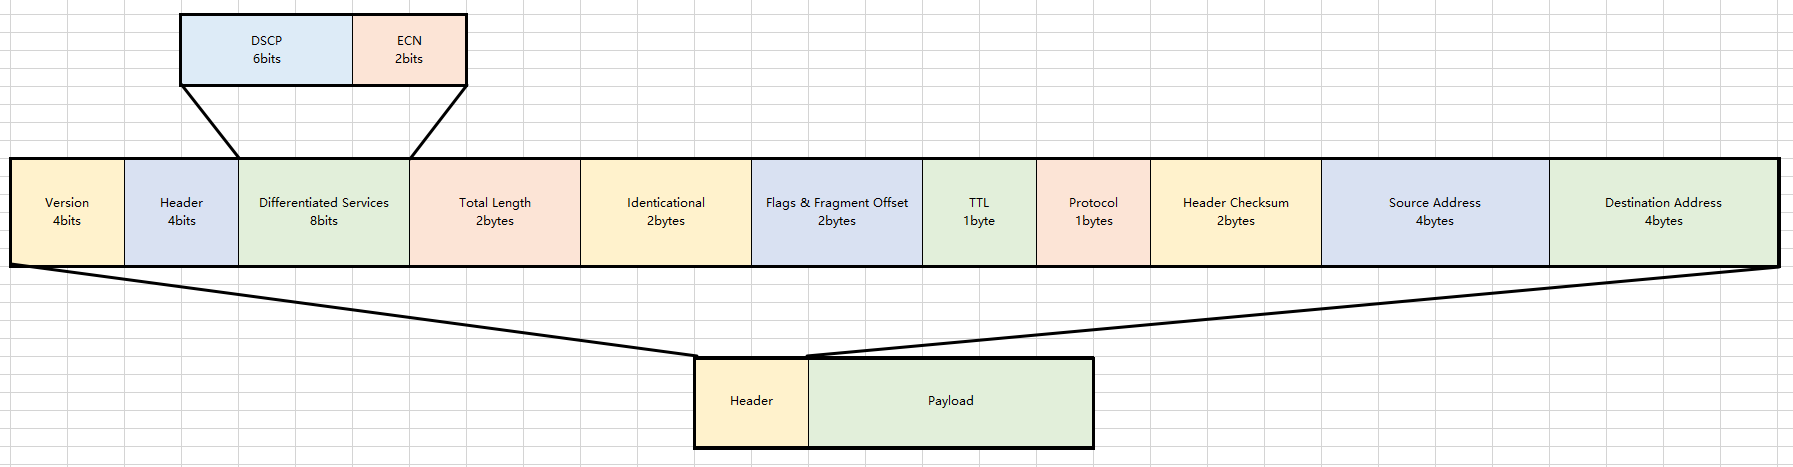 DSCP
6bits
ECN
2bits
Version
4bits
Header
4bits
Differentiated Services
8bits
Total Length
2bytes
Identicational
2bytes
Flags & Fragment Offset
2bytes
TTL
1byte
Protocol
1bytes
Header Checksum
2bytes
Source Address
4bytes
Destination Address
4bytes
Header
Payload